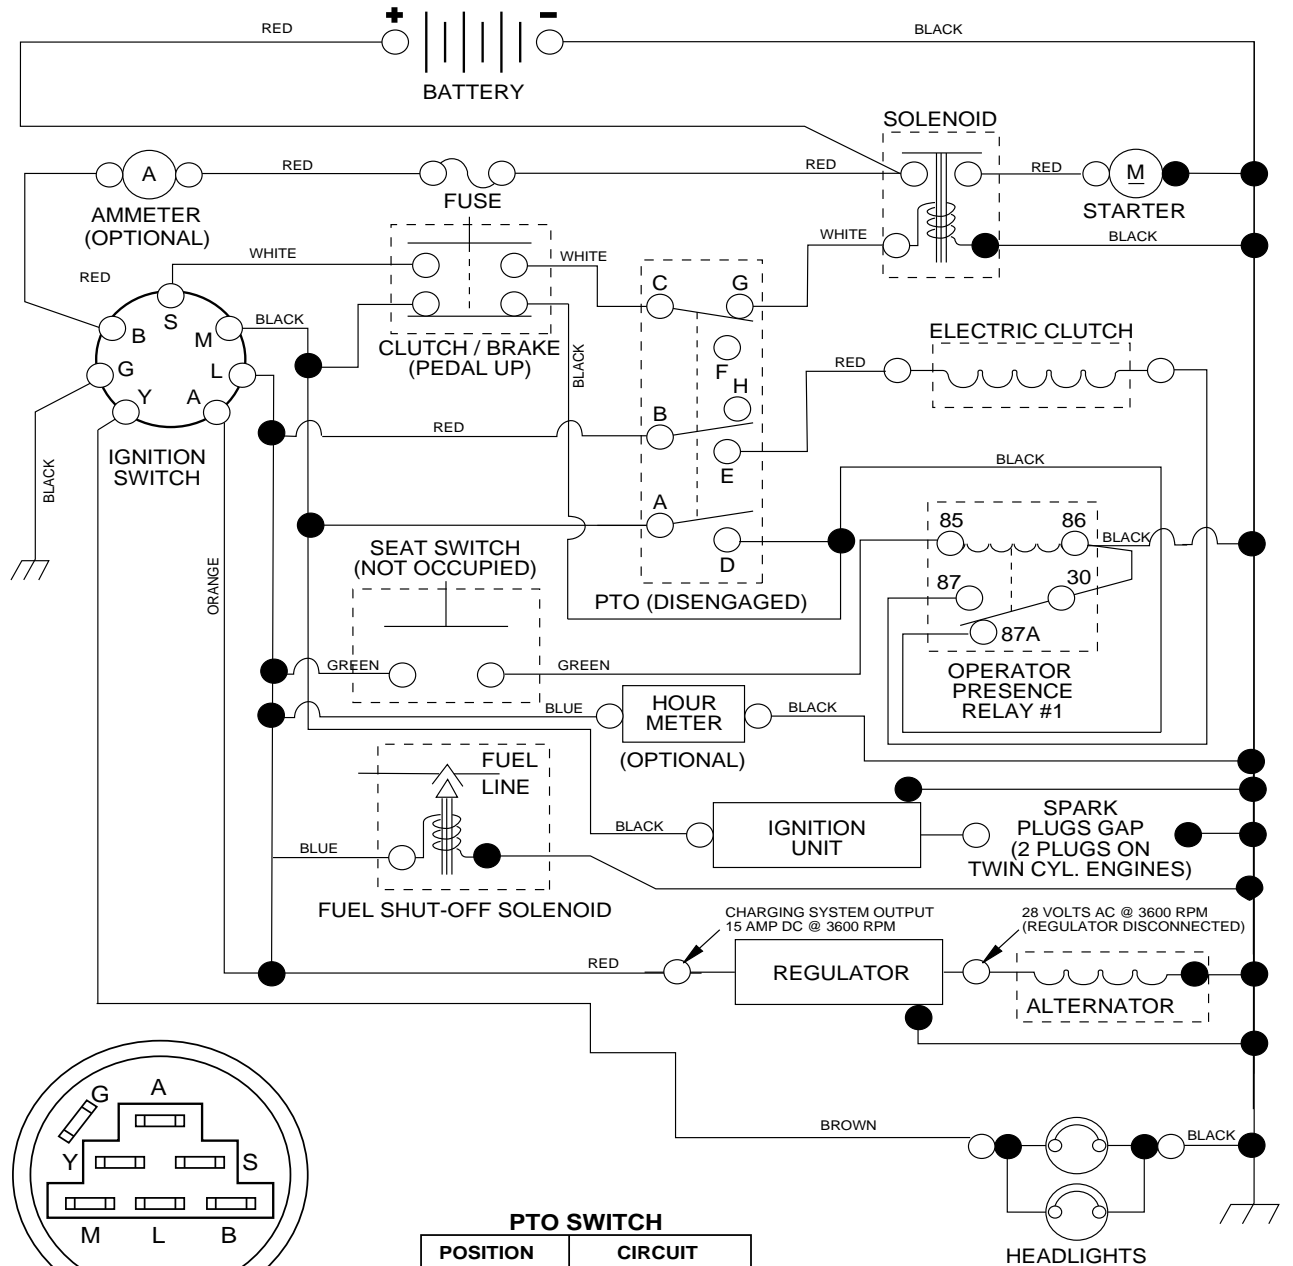 + -
RED
BLACK
BATTERY
SOLENOID
A
RED
RED
RED
M
FUSE
AMMETER
(OPTIONAL)
STARTER
WHITE
WHITE
WHITE
BLACK
RED
S
B
M
G
L
Y
A
BLACK
IGNITION
SWITCH
CLUTCH / BRAKE
(PEDAL UP)
BLACK
C
G
F
H
B
E
A
D
PTO (DISENGAGED)
ELECTRIC CLUTCH
RED
RED
BLACK
BLACK
ORANGE
SEAT SWITCH
(NOT OCCUPIED)
85
86
BLACK
87
30
87A
OPERATOR
PRESENCE
RELAY #1
GREEN
GREEN
BLUE
HOUR
METER
BLACK
(OPTIONAL)
FUEL
LINE
BLUE
FUEL SHUT-OFF SOLENOID
BLACK
IGNITION
UNIT
SPARK
PLUGS GAP
(2 PLUGS ON
TWIN CYL. ENGINES)
CHARGING SYSTEM OUTPUT
15 AMP DC @ 3600 RPM
28 VOLTS AC @ 3600 RPM
(REGULATOR DISCONNECTED)
RED
REGULATOR
ALTERNATOR
BROWN
BLACK
HEADLIGHTS
G
A
Y
S
M
L
B
PTO SWITCH
POSITION CIRCUIT